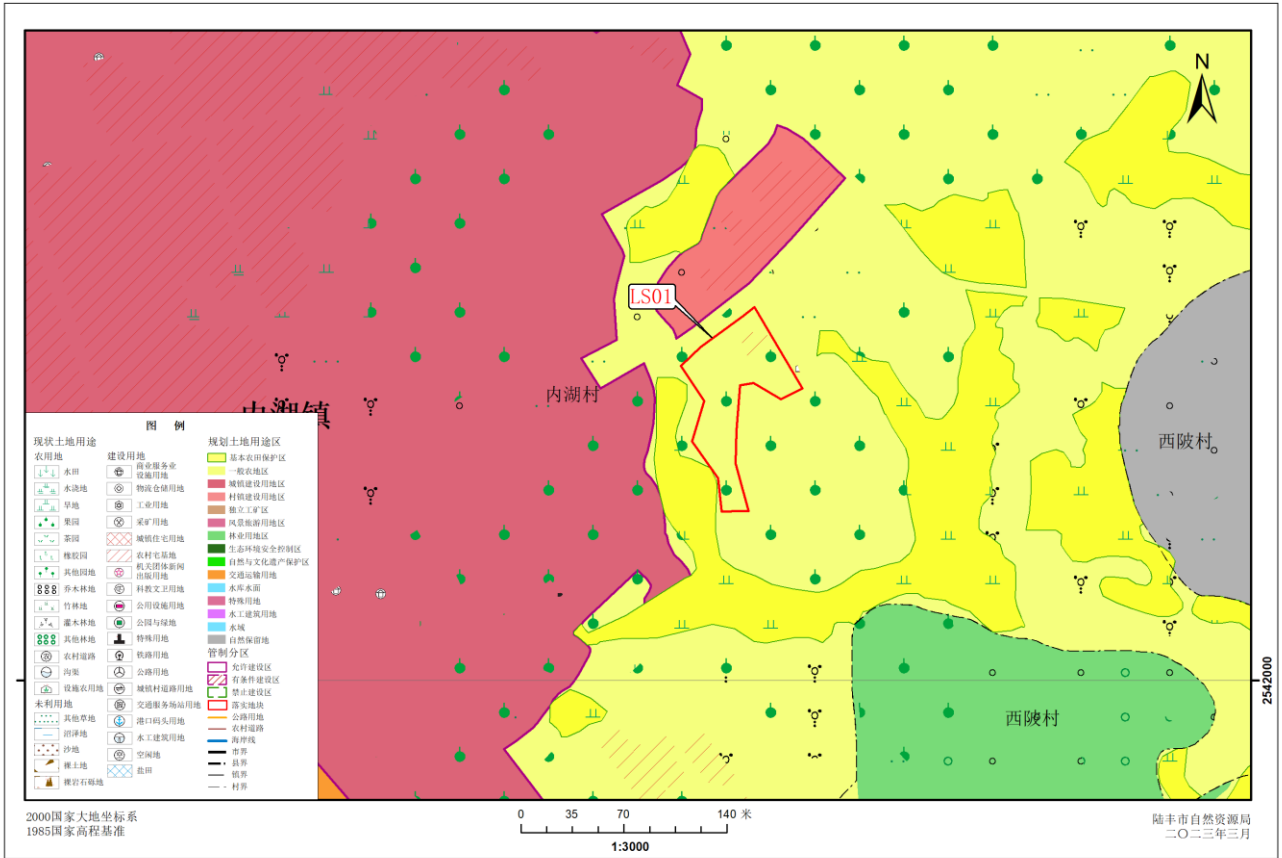 N
LS01
内湖村
内湖镇
西陂村
西陂村
2542000
图 例
现状土地用途
农用地
水田
水浇地
旱地
果园
茶园
橡胶园
其他园地
乔木林地
竹林地
灌木林地
其他林地
农村道路
沟渠
设施农用地
未利用地
其他草地
沼泽地
沙地
裸土地
裸岩石砾地
建设用地
商业服务业
设施用地
物流仓储用地
工业用地
采矿用地
城镇住宅用地
农村宅基地
机关团体新闻
出版用地
科教文卫用地
公用设施用地
公园与绿地
特殊用地
铁路用地
公路用地
城镇村道路用地
交通服务场站用地
港口码头用地
水工建筑用地
空闲地
盐田
规划土地用途区
基本农田保护区
一般农地区
城镇建设用地区
村镇建设用地区
独立工矿区
风景旅游用地区
林业用地区
生态环境安全控制区
自然与文化遗产保护区
交通运输用地
水库水面
特殊用地
水工建筑用地
水域
自然保留地
管制分区
允许建设区
有条件建设区
禁止建设区
落实地块
公路用地
农村道路
海岸线
市界
县界
镇界
村界
2000国家大地坐标系
1985国家高程基准
0 35 70 140 米
1:3000
陆丰市自然资源局
二〇二三年三月